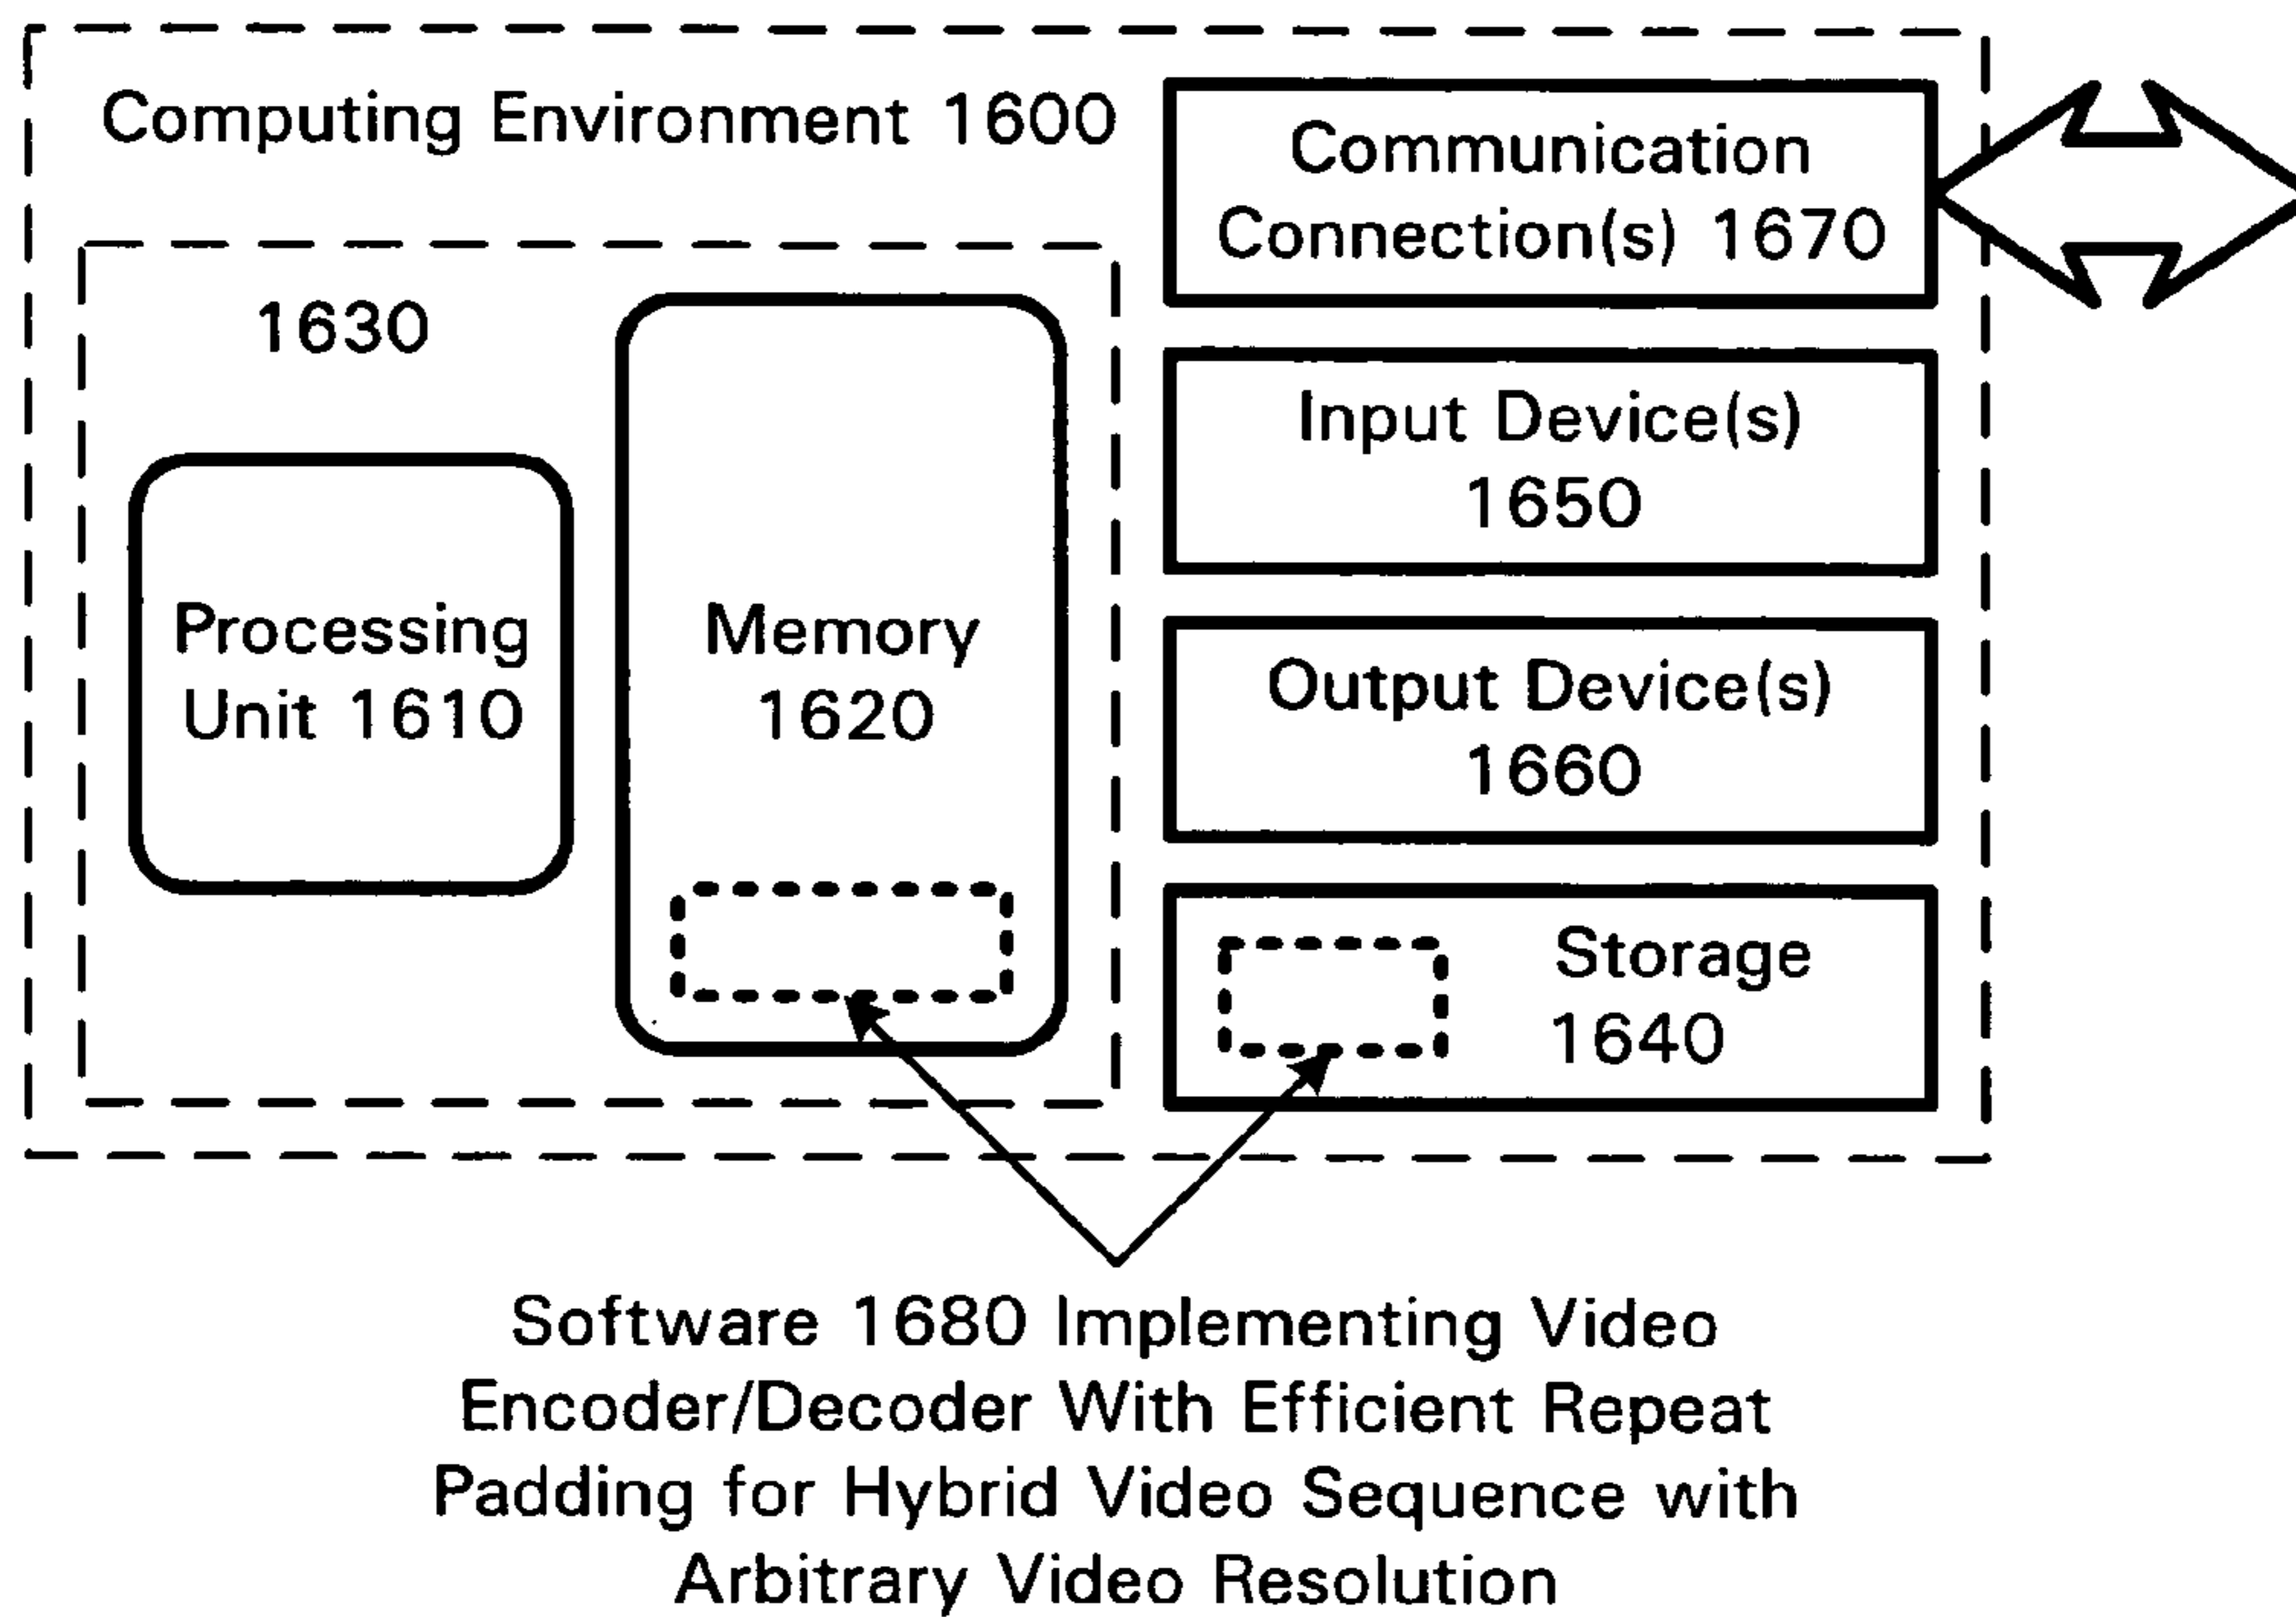 Computing Environment 1600
Communication
Connection(s) 1670
1630
Input Device(s)
1650
Processing
Unit 1610
Memory
1620
Output Device(s)
1660
Storage
1640
Software 1680 Implementing Video
Encoder/Decoder With Efficient Repeat
Padding for Hybrid Video Sequence with
Arbitrary Video Resolution